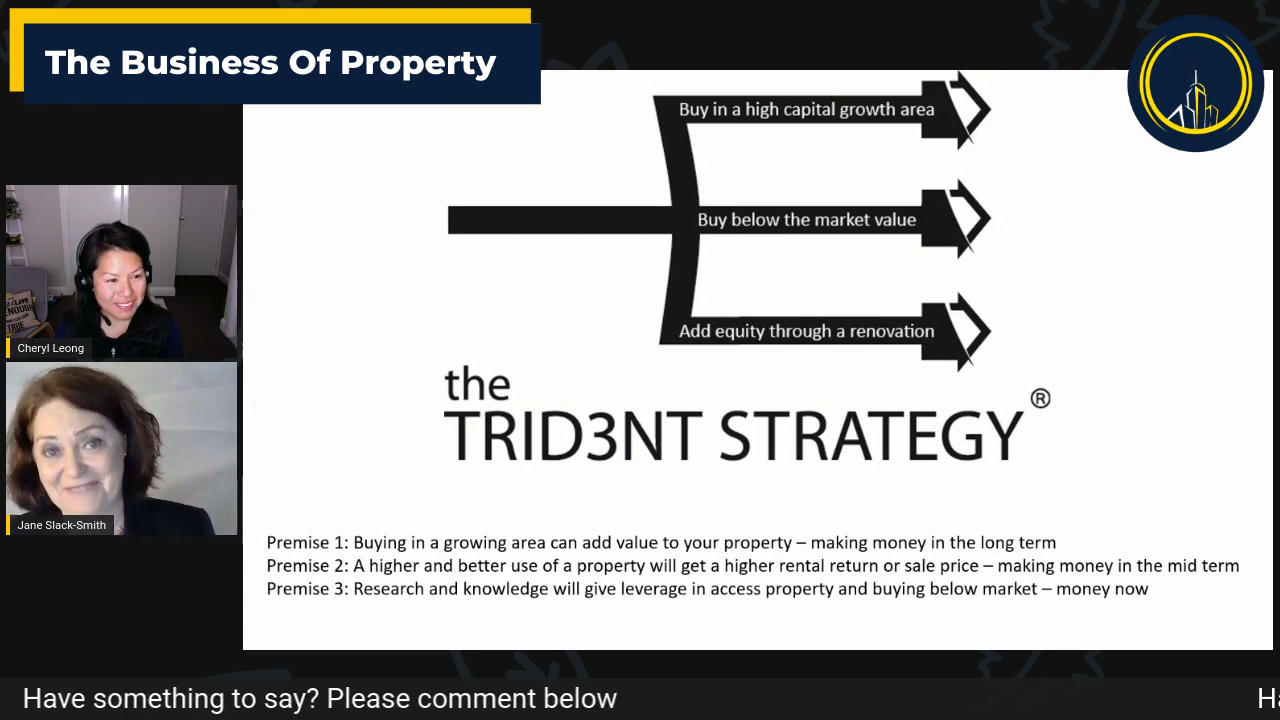 The Business Of Property
Buy in a high capital growth area
Buy below the market value
Add equity through a renovation
the
TRID3NT STRATEGY ®
Cheryl Leong
Jane Slack-Smith
Premise 1: Buying in a growing area can add value to your property – making money in the long term
Premise 2: A higher and better use of a property will get a higher rental return or sale price – making money in the mid term
Premise 3: Research and knowledge will give leverage in access property and buying below market – money now
Have something to say? Please comment below